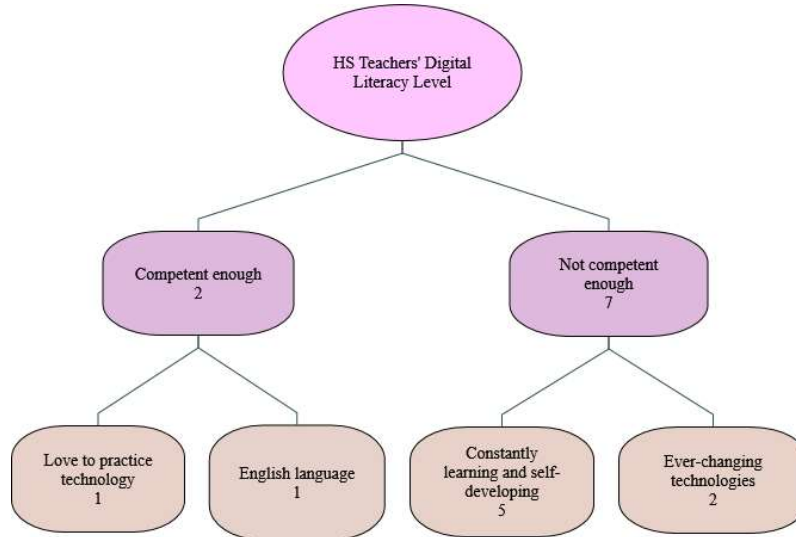 HS Teachers' Digital
Literacy Level
Competent enough
2
Not competent
enough
7
Love to practice
technology
1
English language
1
Constantly
learning and self-
developing
5
Ever-changing
technologies
2